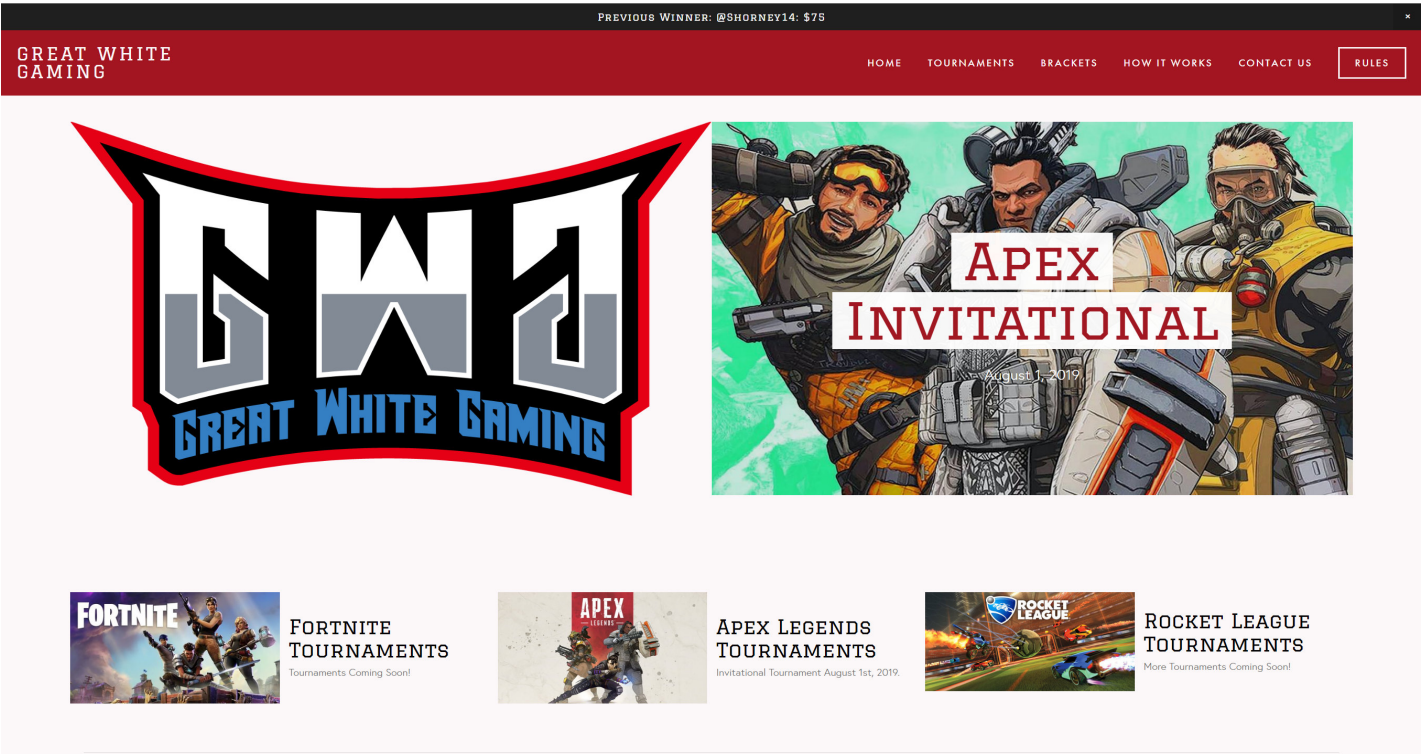 Previous Winner: @Shorney14: $75
×
GREAT WHITE
GAMING
HOME TOURNAMENTS BRACKETS HOW IT WORKS CONTACT US RULES
GWG
Great White Gaming
Apex
Invitational
August 1, 2019
FORTNITE
Fortnite
Tournaments
Tournaments Coming Soon!
APEX
LEGENDS
Apex Legends
Tournaments
Invitational Tournament August 1st, 2019.
ROCKET
LEAGUE
Rocket League
Tournaments
More Tournaments Coming Soon!